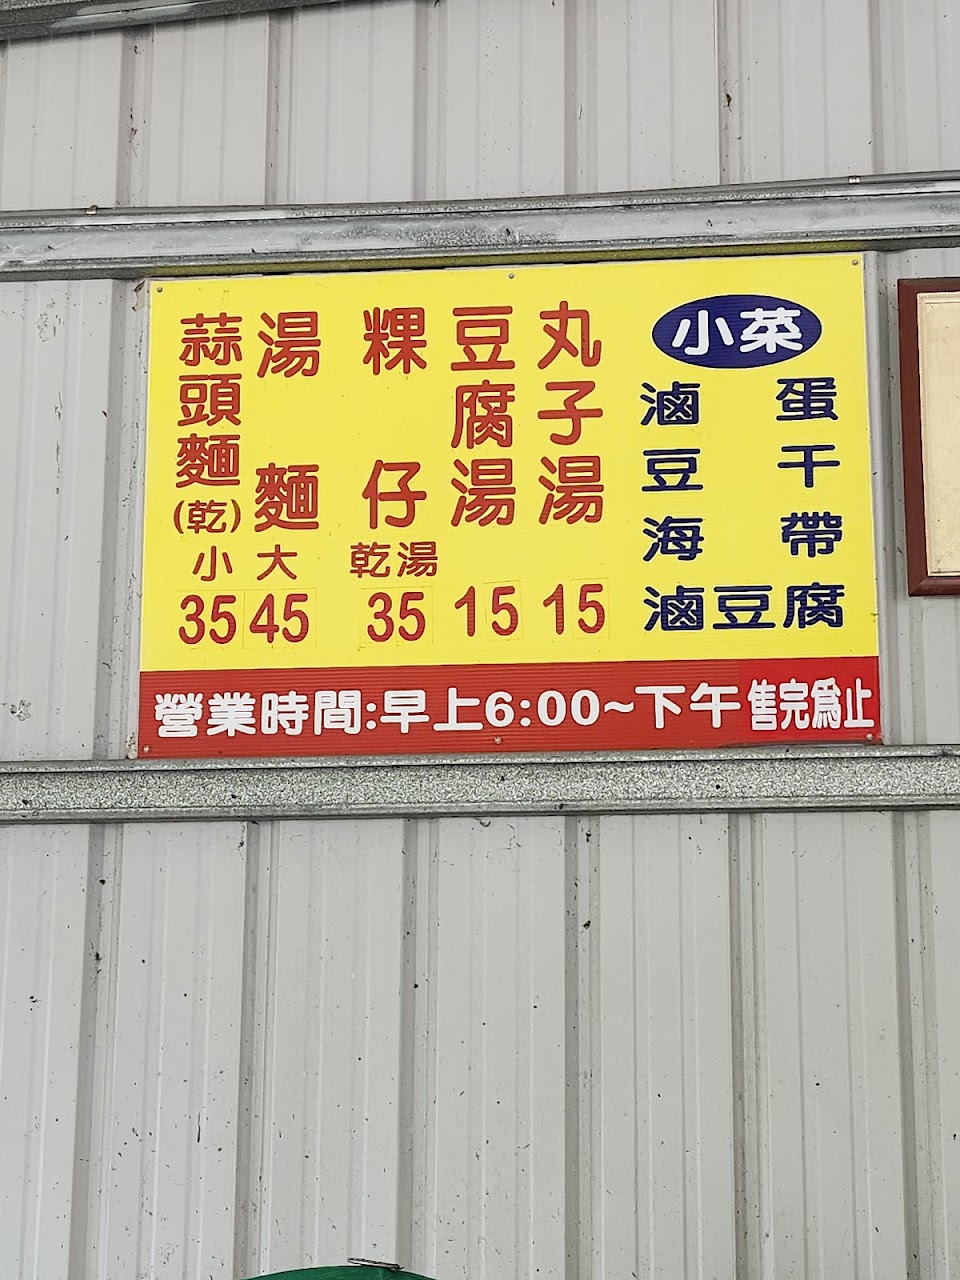 蒜頭麵(乾)
湯麵
小 大
35 45
粿仔
乾湯
35
豆腐湯
15
丸子湯
15
小菜
滷蛋
豆干
海帶
滷豆腐
營業時間:早上6:00~下午售完為止